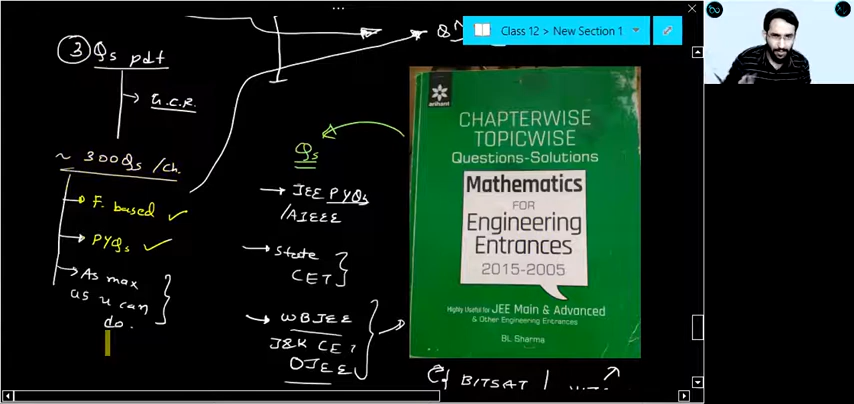 Class 12 > New Section 1
③ Qs pdf
~ 300Qs /Ch.
F. based ✓
PYQs ✓
As max
as u can
do.
Qs
JEE PYQs
/AIEEE
State
CET
WBJEE
J&K CET
OJEE
arihant
CHAPTERWISE
TOPICWISE
Questions-Solutions
Mathematics
FOR
Engineering
Entrances
2015-2005
Highly Useful for JEE Main & Advanced
& Other Engineering Entrances
BL Sharma
BITSAT /